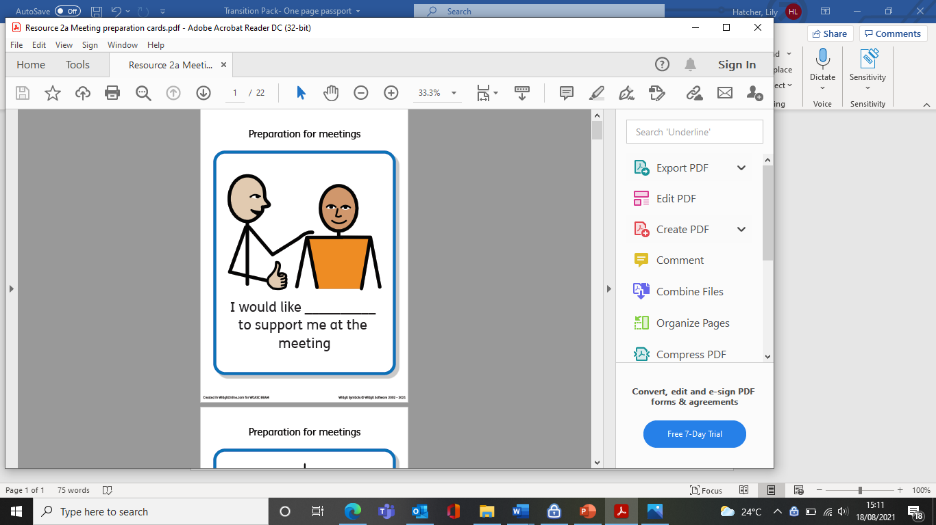 AutoSave Off Transition Pack- One page passport Search Hatcher, Lily HL
Resource 2a Meeting preparation cards.pdf - Adobe Acrobat Reader DC (32-bit)
Share Comments
File Edit View Sign Window Help
Home Tools Resource 2a Meeti... × Sign In
1 / 22 33.3%
Dictate
Sensitivity
Voice Sensitivity
Preparation for meetings
I would like __________
to support me at the
meeting
Preparation for meetings
Search 'Underline'
Export PDF
Edit PDF
Create PDF
Comment
Combine Files
Organize Pages
Compress PDF
Convert, edit and e-sign PDF
forms & agreements
Free 7-Day Trial
Page 1 of 1 75 words Focus 100%
Type here to search 24°C 15:11
18/08/2021 18